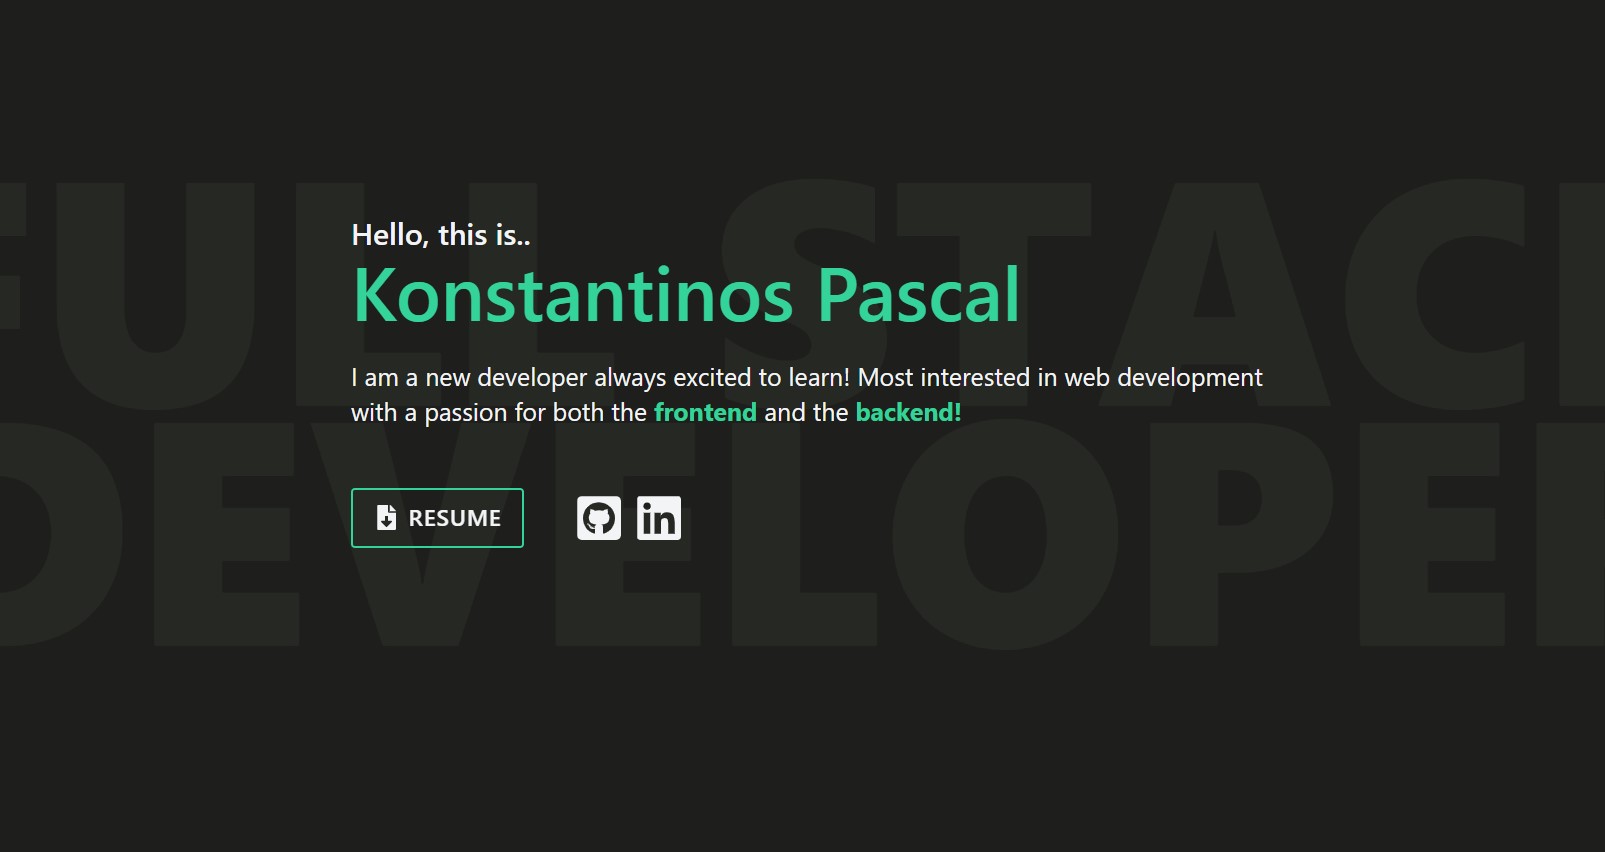 FULL STACK
DEVELOPER
Hello, this is..
Konstantinos Pascal
I am a new developer always excited to learn! Most interested in web development
with a passion for both the frontend and the backend!
RESUME
in